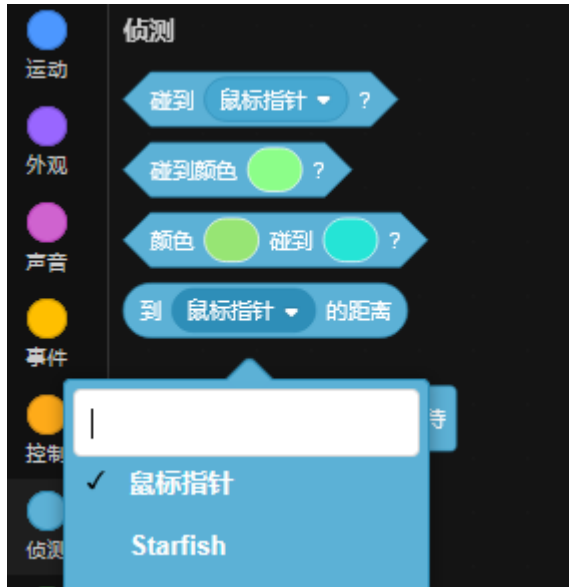 侦测
运动
碰到 鼠标指针 ?
外观
碰到颜色 ?
声音
颜色 碰到 ?
事件
到 鼠标指针 的距离
控制
待
✓ 鼠标指针
侦测
Starfish